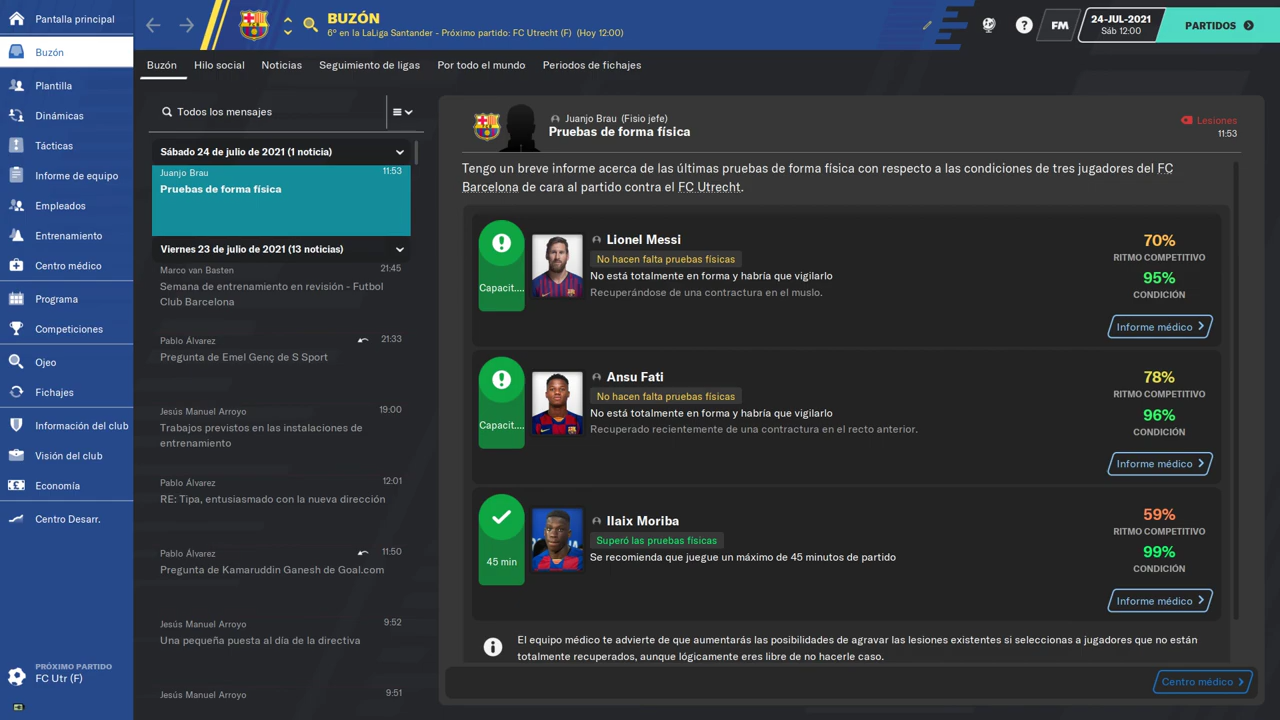 Pantalla principal
Buzón
Plantilla
Dinámicas
Tácticas
Informe de equipo
Empleados
Entrenamiento
Centro médico
Programa
Competiciones
Ojeo
Fichajes
Información del club
Visión del club
Economía
Centro Desarr.
PRÓXIMO PARTIDO
FC Utr (F)
BUZÓN
6º en la LaLiga Santander - Próximo partido: FC Utrecht (F) (Hoy 12:00)
FM
24-JUL-2021
Sáb 12:00
PARTIDOS
Buzón Hilo social Noticias Seguimiento de ligas Por todo el mundo Periodos de fichajes
Todos los mensajes
Sábado 24 de julio de 2021 (1 noticia)
Juanjo Brau 11:53
Pruebas de forma física
Viernes 23 de julio de 2021 (13 noticias)
Marco van Basten 21:45
Semana de entrenamiento en revisión - Futbol
Club Barcelona
Pablo Álvarez 21:33
Pregunta de Emel Genç de S Sport
Jesús Manuel Arroyo 19:00
Trabajos previstos en las instalaciones de
entrenamiento
Pablo Álvarez 12:01
RE: Tipa, entusiasmado con la nueva dirección
Pablo Álvarez 11:50
Pregunta de Kamaruddin Ganesh de Goal.com
Jesús Manuel Arroyo 9:52
Una pequeña puesta al día de la directiva
Jesús Manuel Arroyo 9:51
Juanjo Brau (Fisio jefe)
Pruebas de forma física
Lesiones
11:53
Tengo un breve informe acerca de las últimas pruebas de forma física con respecto a las condiciones de tres jugadores del FC
Barcelona de cara al partido contra el FC Utrecht.
Capacit....
Lionel Messi
No hacen falta pruebas físicas
No está totalmente en forma y habría que vigilarlo
Recuperándose de una contractura en el muslo.
70%
RITMO COMPETITIVO
95%
CONDICIÓN
Informe médico
Capacit....
Ansu Fati
No hacen falta pruebas físicas
No está totalmente en forma y habría que vigilarlo
Recuperado recientemente de una contractura en el recto anterior.
78%
RITMO COMPETITIVO
96%
CONDICIÓN
Informe médico
45 min
Ilaix Moriba
Superó las pruebas físicas
Se recomienda que juegue un máximo de 45 minutos de partido
59%
RITMO COMPETITIVO
99%
CONDICIÓN
Informe médico
El equipo médico te advierte de que aumentarás las posibilidades de agravar las lesiones existentes si seleccionas a jugadores que no están
totalmente recuperados, aunque lógicamente eres libre de no hacerle caso.
Centro médico